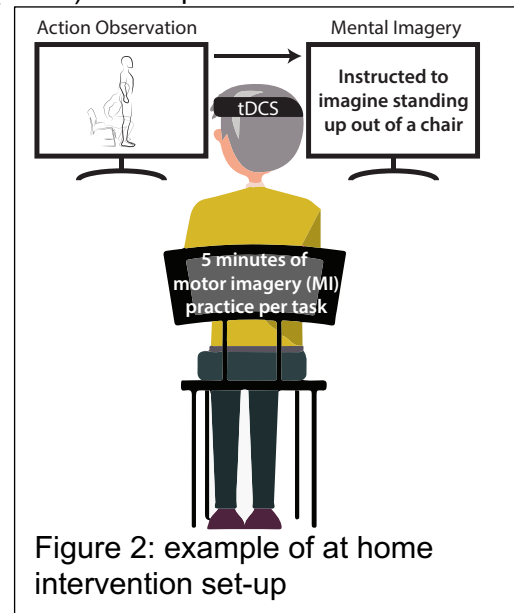 Action Observation
Mental Imagery
Instructed to
imagine standing
up out of a chair
tDCS
5 minutes of
motor imagery (MI)
practice per task
Figure 2: example of at home
intervention set-up